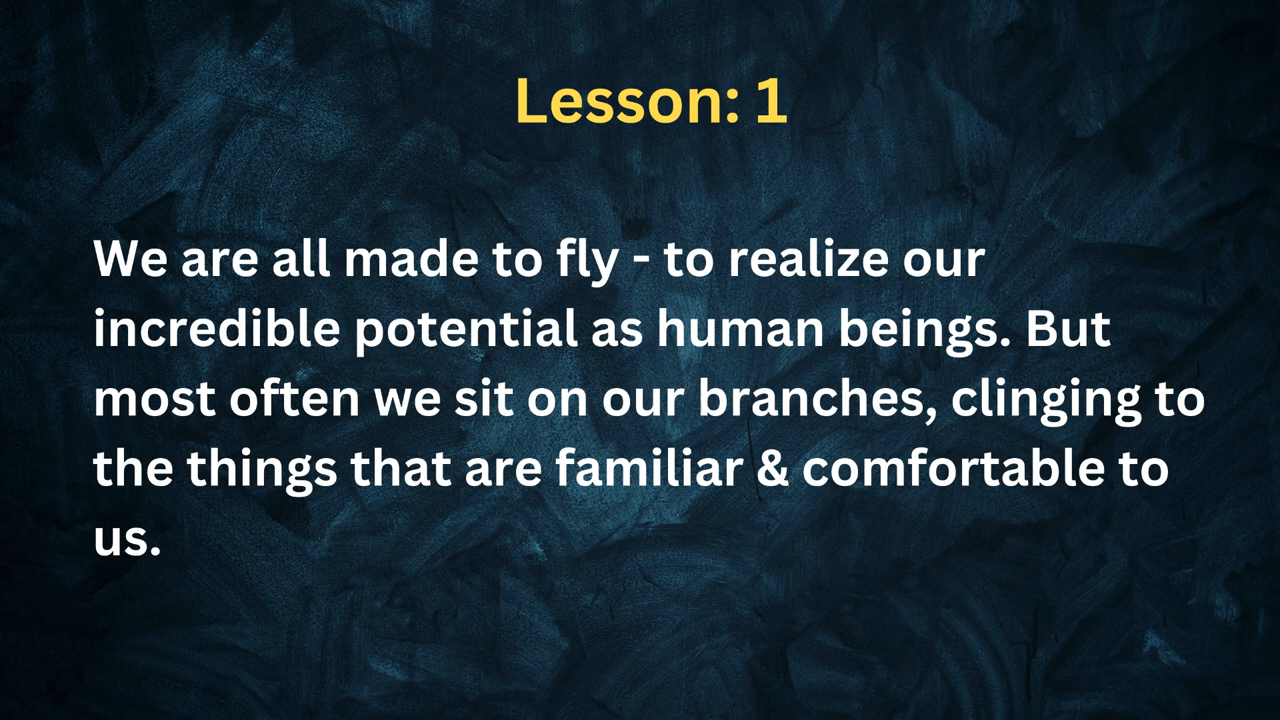 Lesson: 1
We are all made to fly - to realize our
incredible potential as human beings. But
most often we sit on our branches, clinging to
the things that are familiar & comfortable to
us.